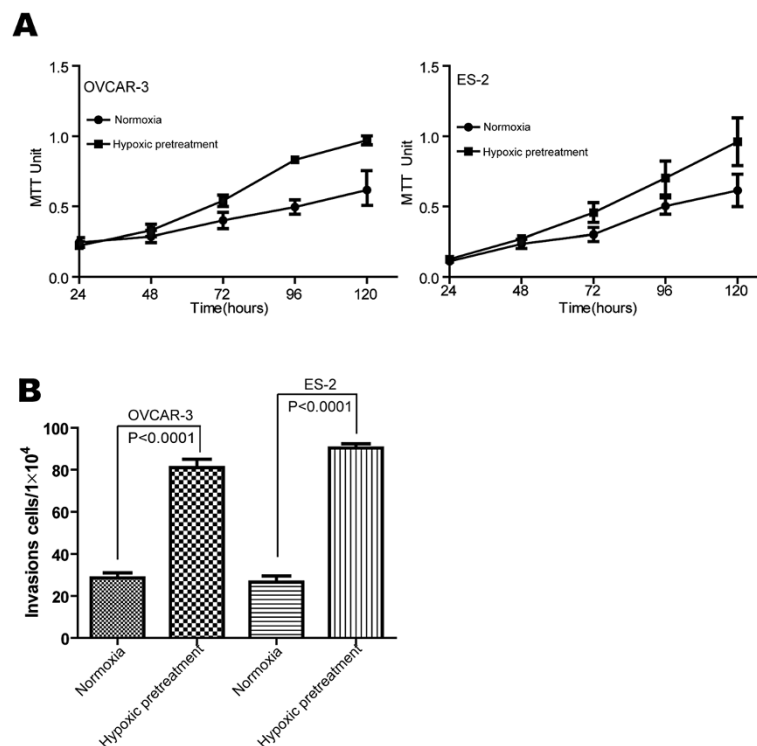 A
1.5
1.0
0.5
0.0
MTT Unit
OVCAR-3
Normoxia
Hypoxic pretreatment
24 48 72 96 120
Time(hours)
1.5
1.0
0.5
0.0
MTT Unit
ES-2
Normoxia
Hypoxic pretreatment
24 48 72 96 120
Time(hours)
B
100
80
60
40
20
0
Invasions cells/1×10⁴
OVCAR-3
P<0.0001
ES-2
P<0.0001
Normoxia
Hypoxic pretreatment
Normoxia
Hypoxic pretreatment